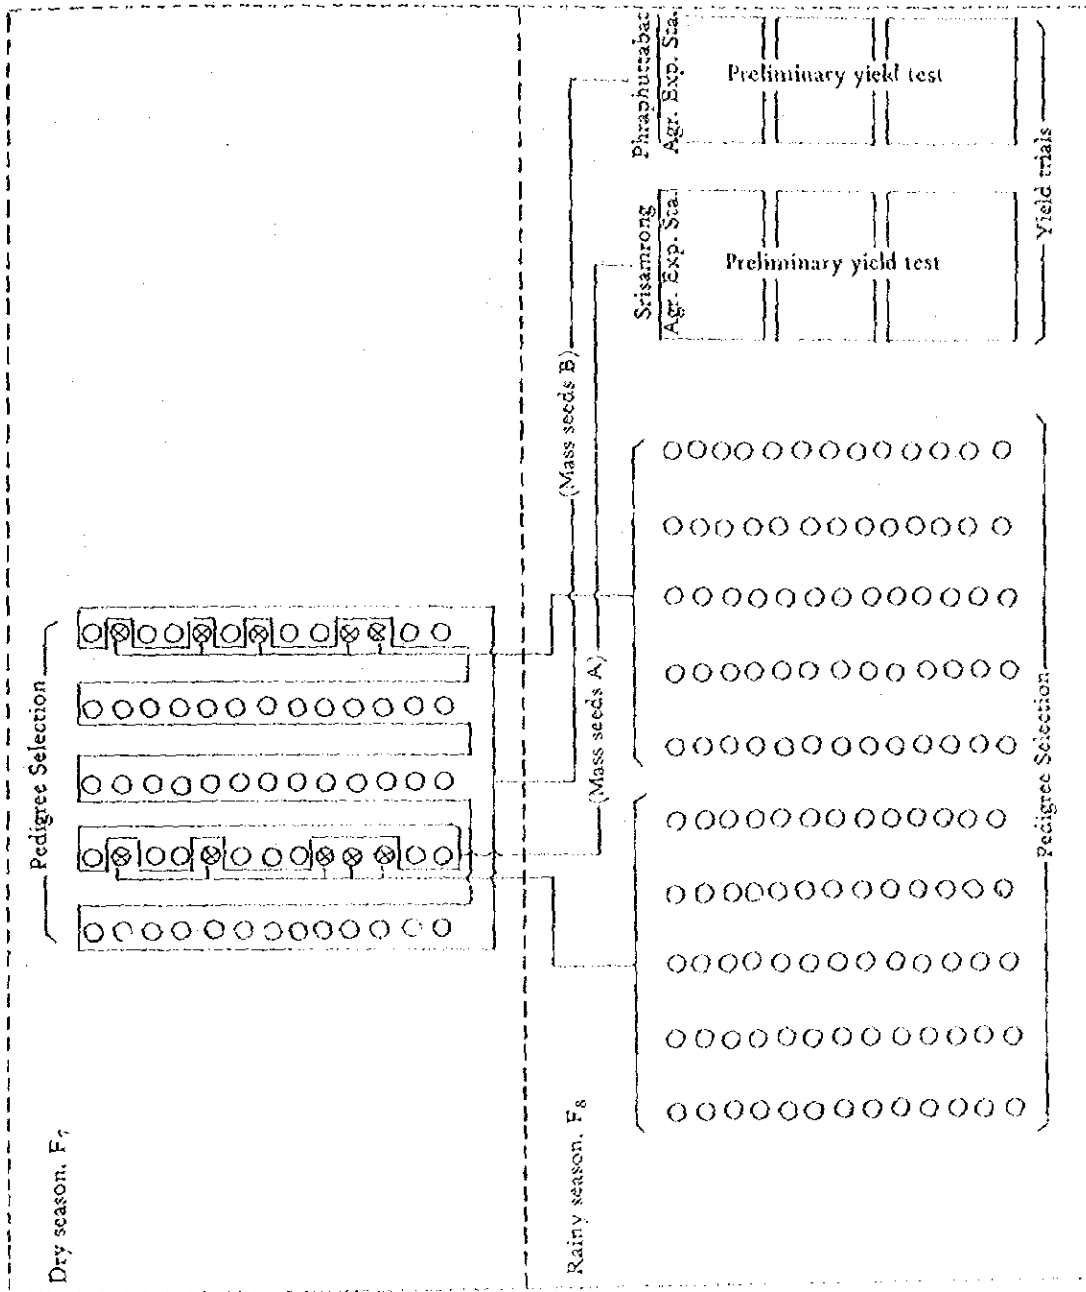 Dry season. F₇
Pedigree Selection
Rainy season. F₈
(Mass seeds A)
(Mass seeds B)
Pedigree Selection
Srisamrong
Agr. Exp. Sta.
Preliminary yield test
Phraphuttabat
Agr. Exp. Sta.
Preliminary yield test
Yield trials